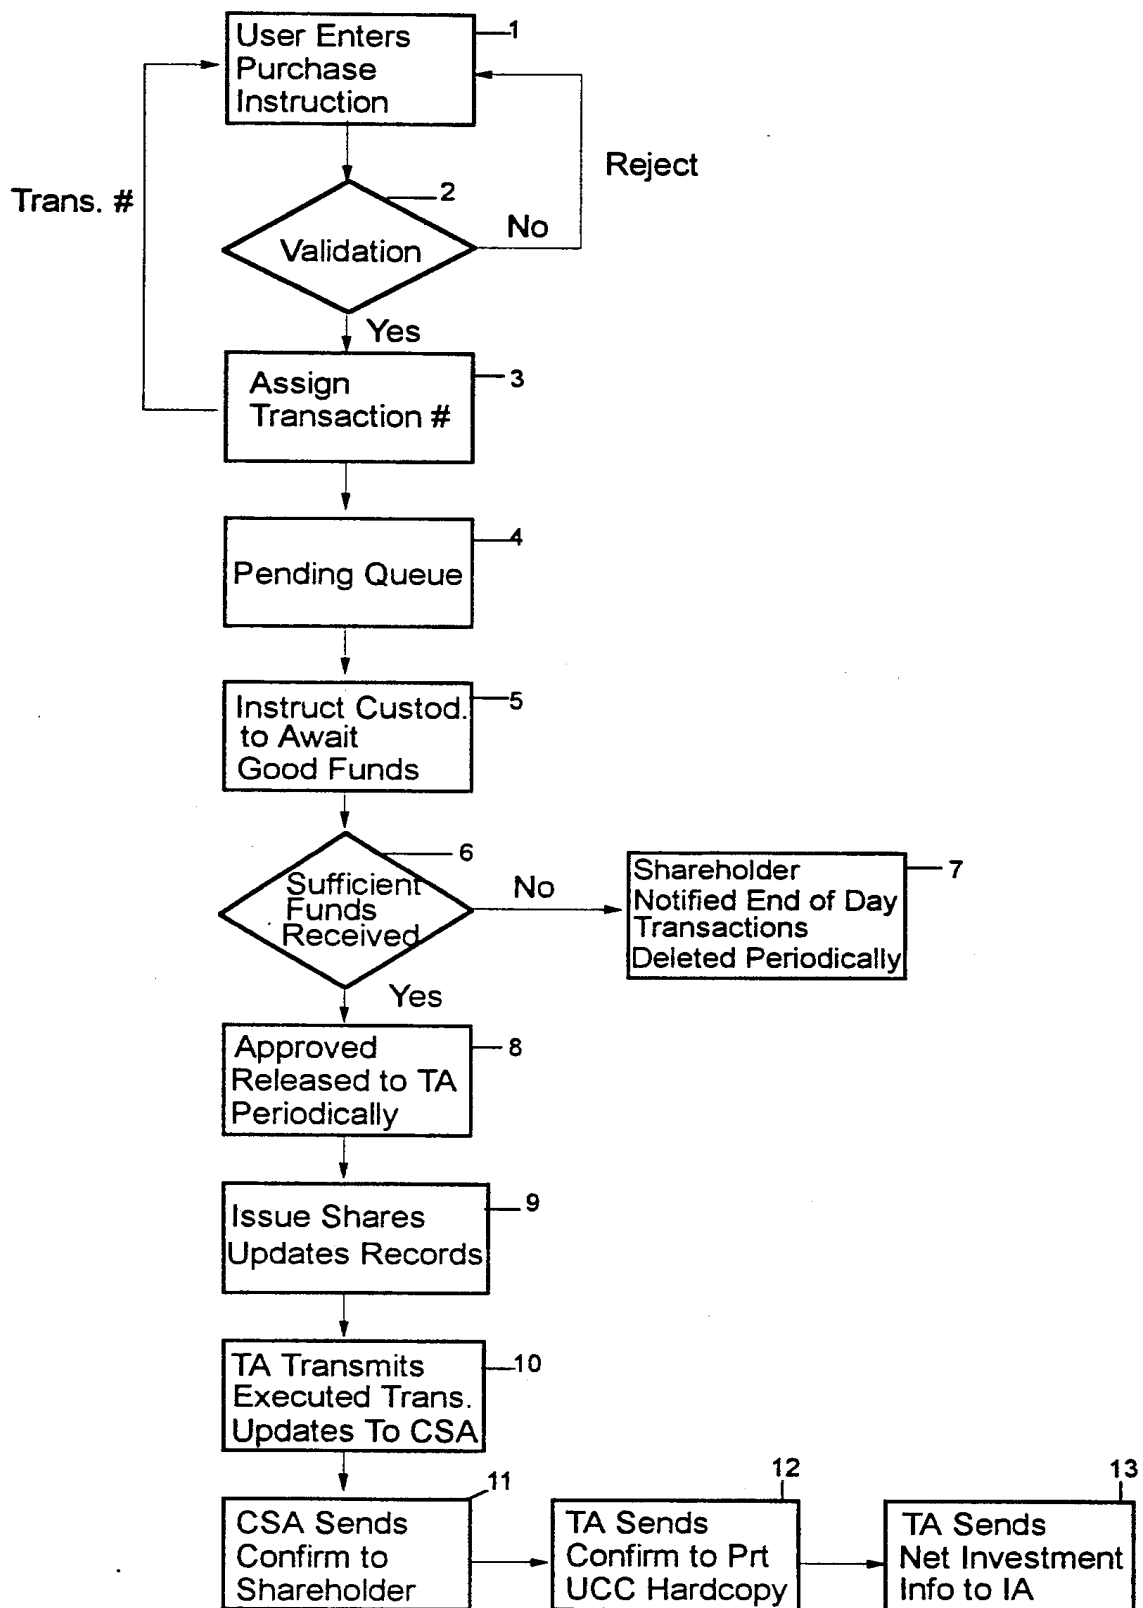 User Enters
Purchase
Instruction
1
Reject
Trans. #
2
No
Validation
Yes
3
Assign
Transaction #
4
Pending Queue
5
Instruct Custod.
to Await
Good Funds
6
Sufficient
Funds
Received
No
7
Shareholder
Notified End of Day
Transactions
Deleted Periodically
Yes
8
Approved
Released to TA
Periodically
9
Issue Shares
Updates Records
10
TA Transmits
Executed Trans.
Updates To CSA
11
CSA Sends
Confirm to
Shareholder
12
TA Sends
Confirm to Prt
UCC Hardcopy
13
TA Sends
Net Investment
Info to IA